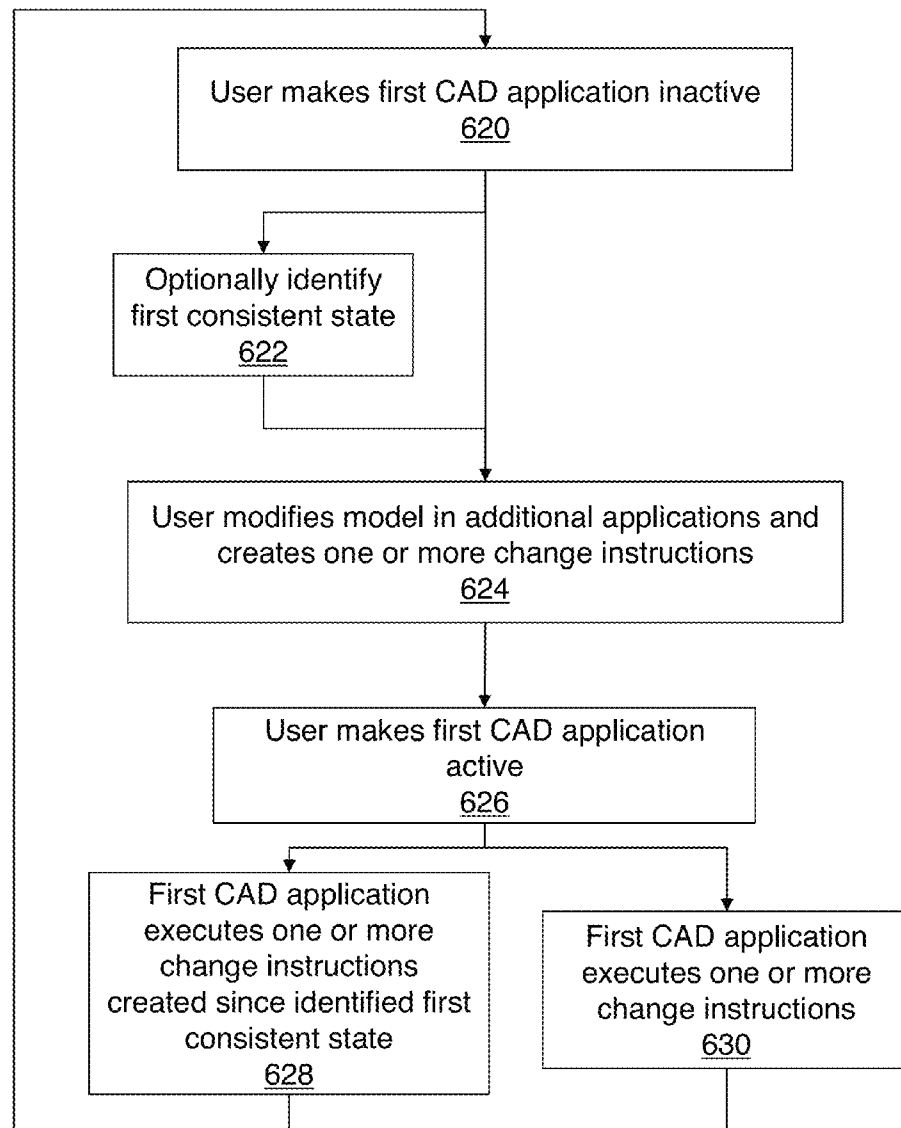 User makes first CAD application inactive
620
Optionally identify
first consistent state
622
User modifies model in additional applications and
creates one or more change instructions
624
User makes first CAD application
active
626
First CAD application
executes one or more
change instructions
created since identified first
consistent state
628
First CAD application
executes one or more
change instructions
630